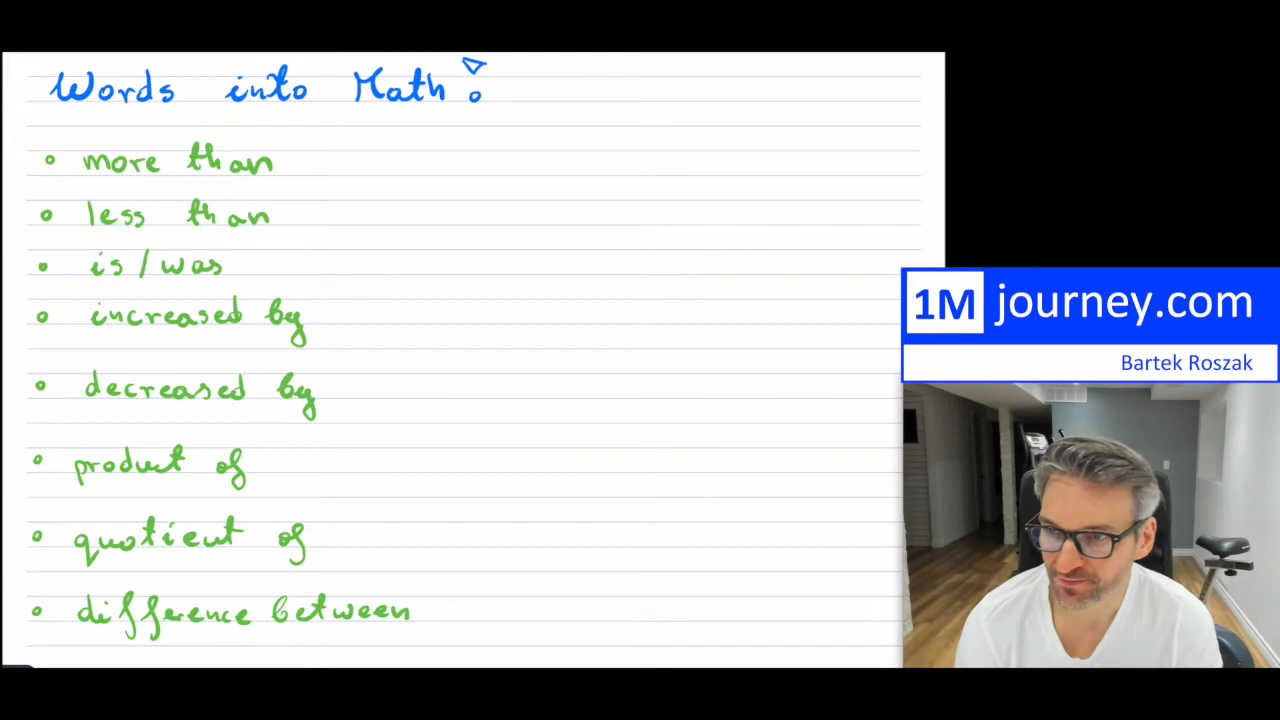 Words into Math!
• more than
• less than
• is / was
• increased by
• decreased by
• product of
• quotient of
• difference between
1M journey.com
Bartek Roszak